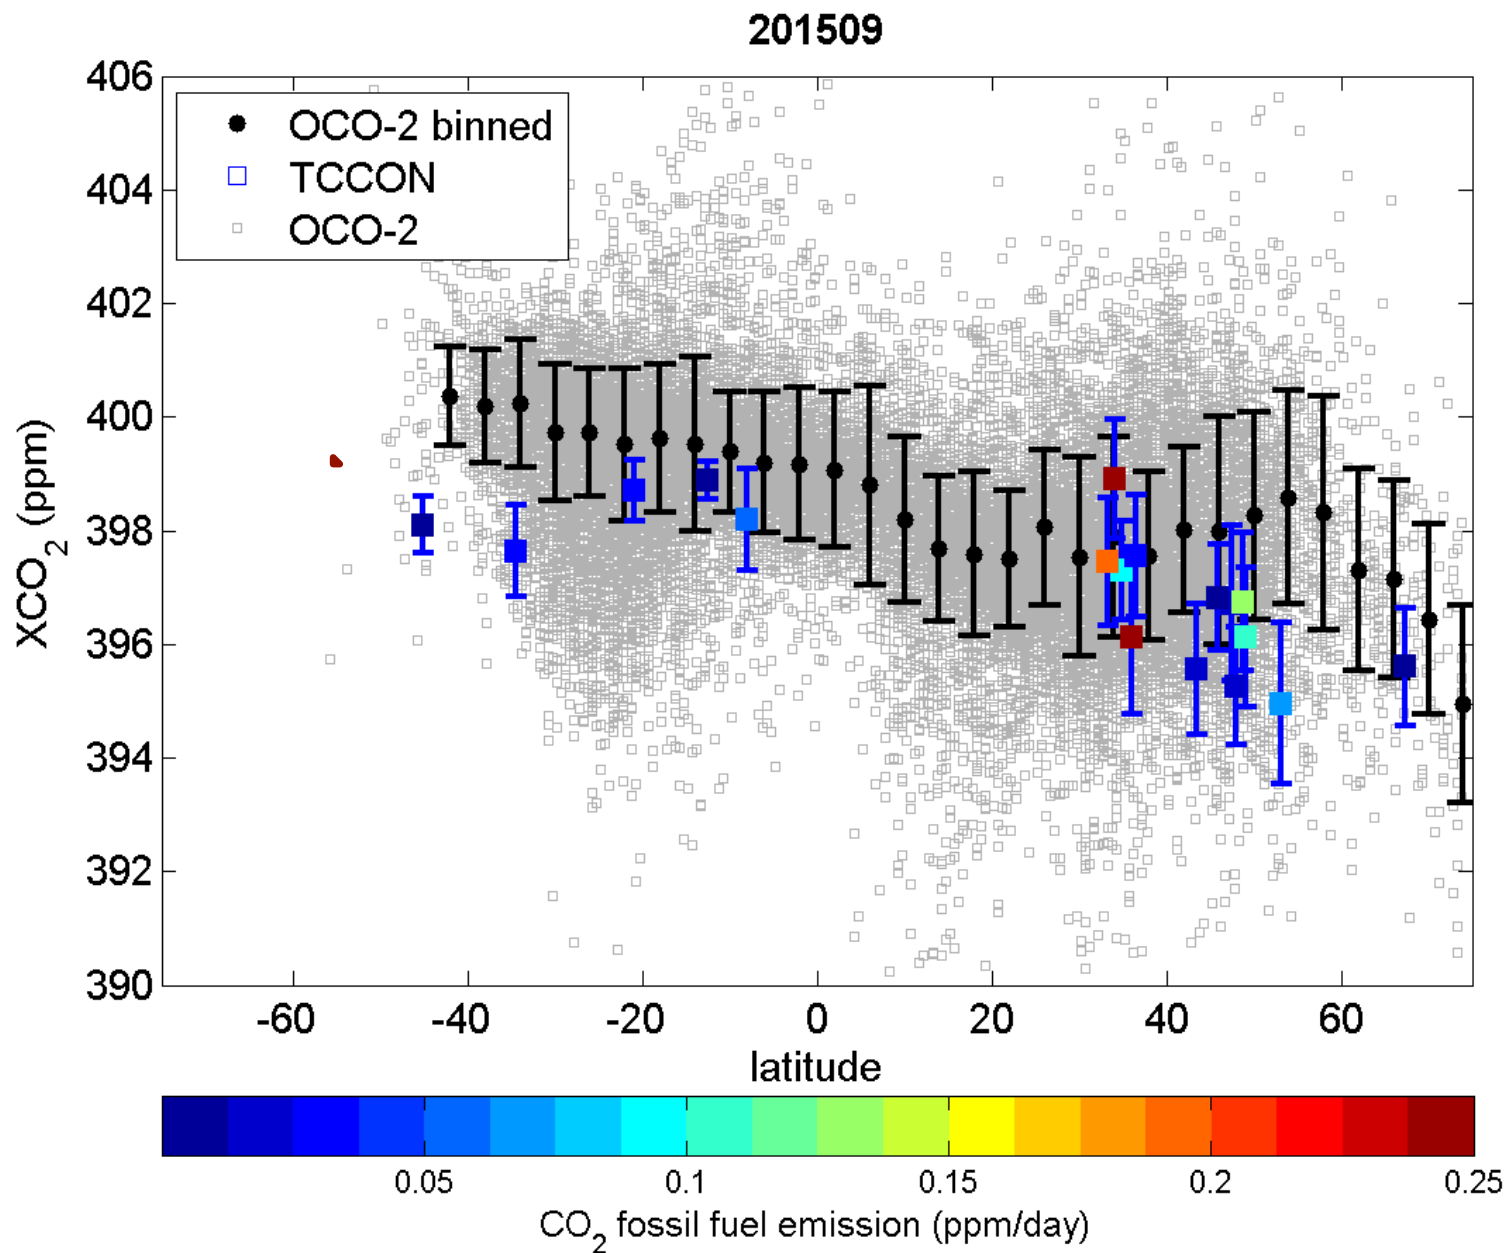 201509
406
404
402
400
398
396
394
392
390
XCO2 (ppm)
OCO-2 binned
TCCON
OCO-2
-60 -40 -20 0 20 40 60
latitude
0.05 0.1 0.15 0.2 0.25
CO2 fossil fuel emission (ppm/day)